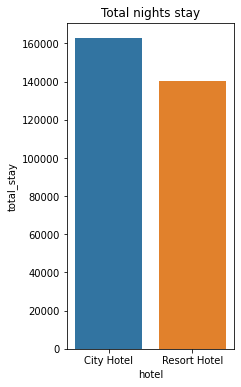 Total nights stay
160000
140000
120000
100000
80000
60000
40000
20000
0
total_stay
City Hotel
Resort Hotel
hotel